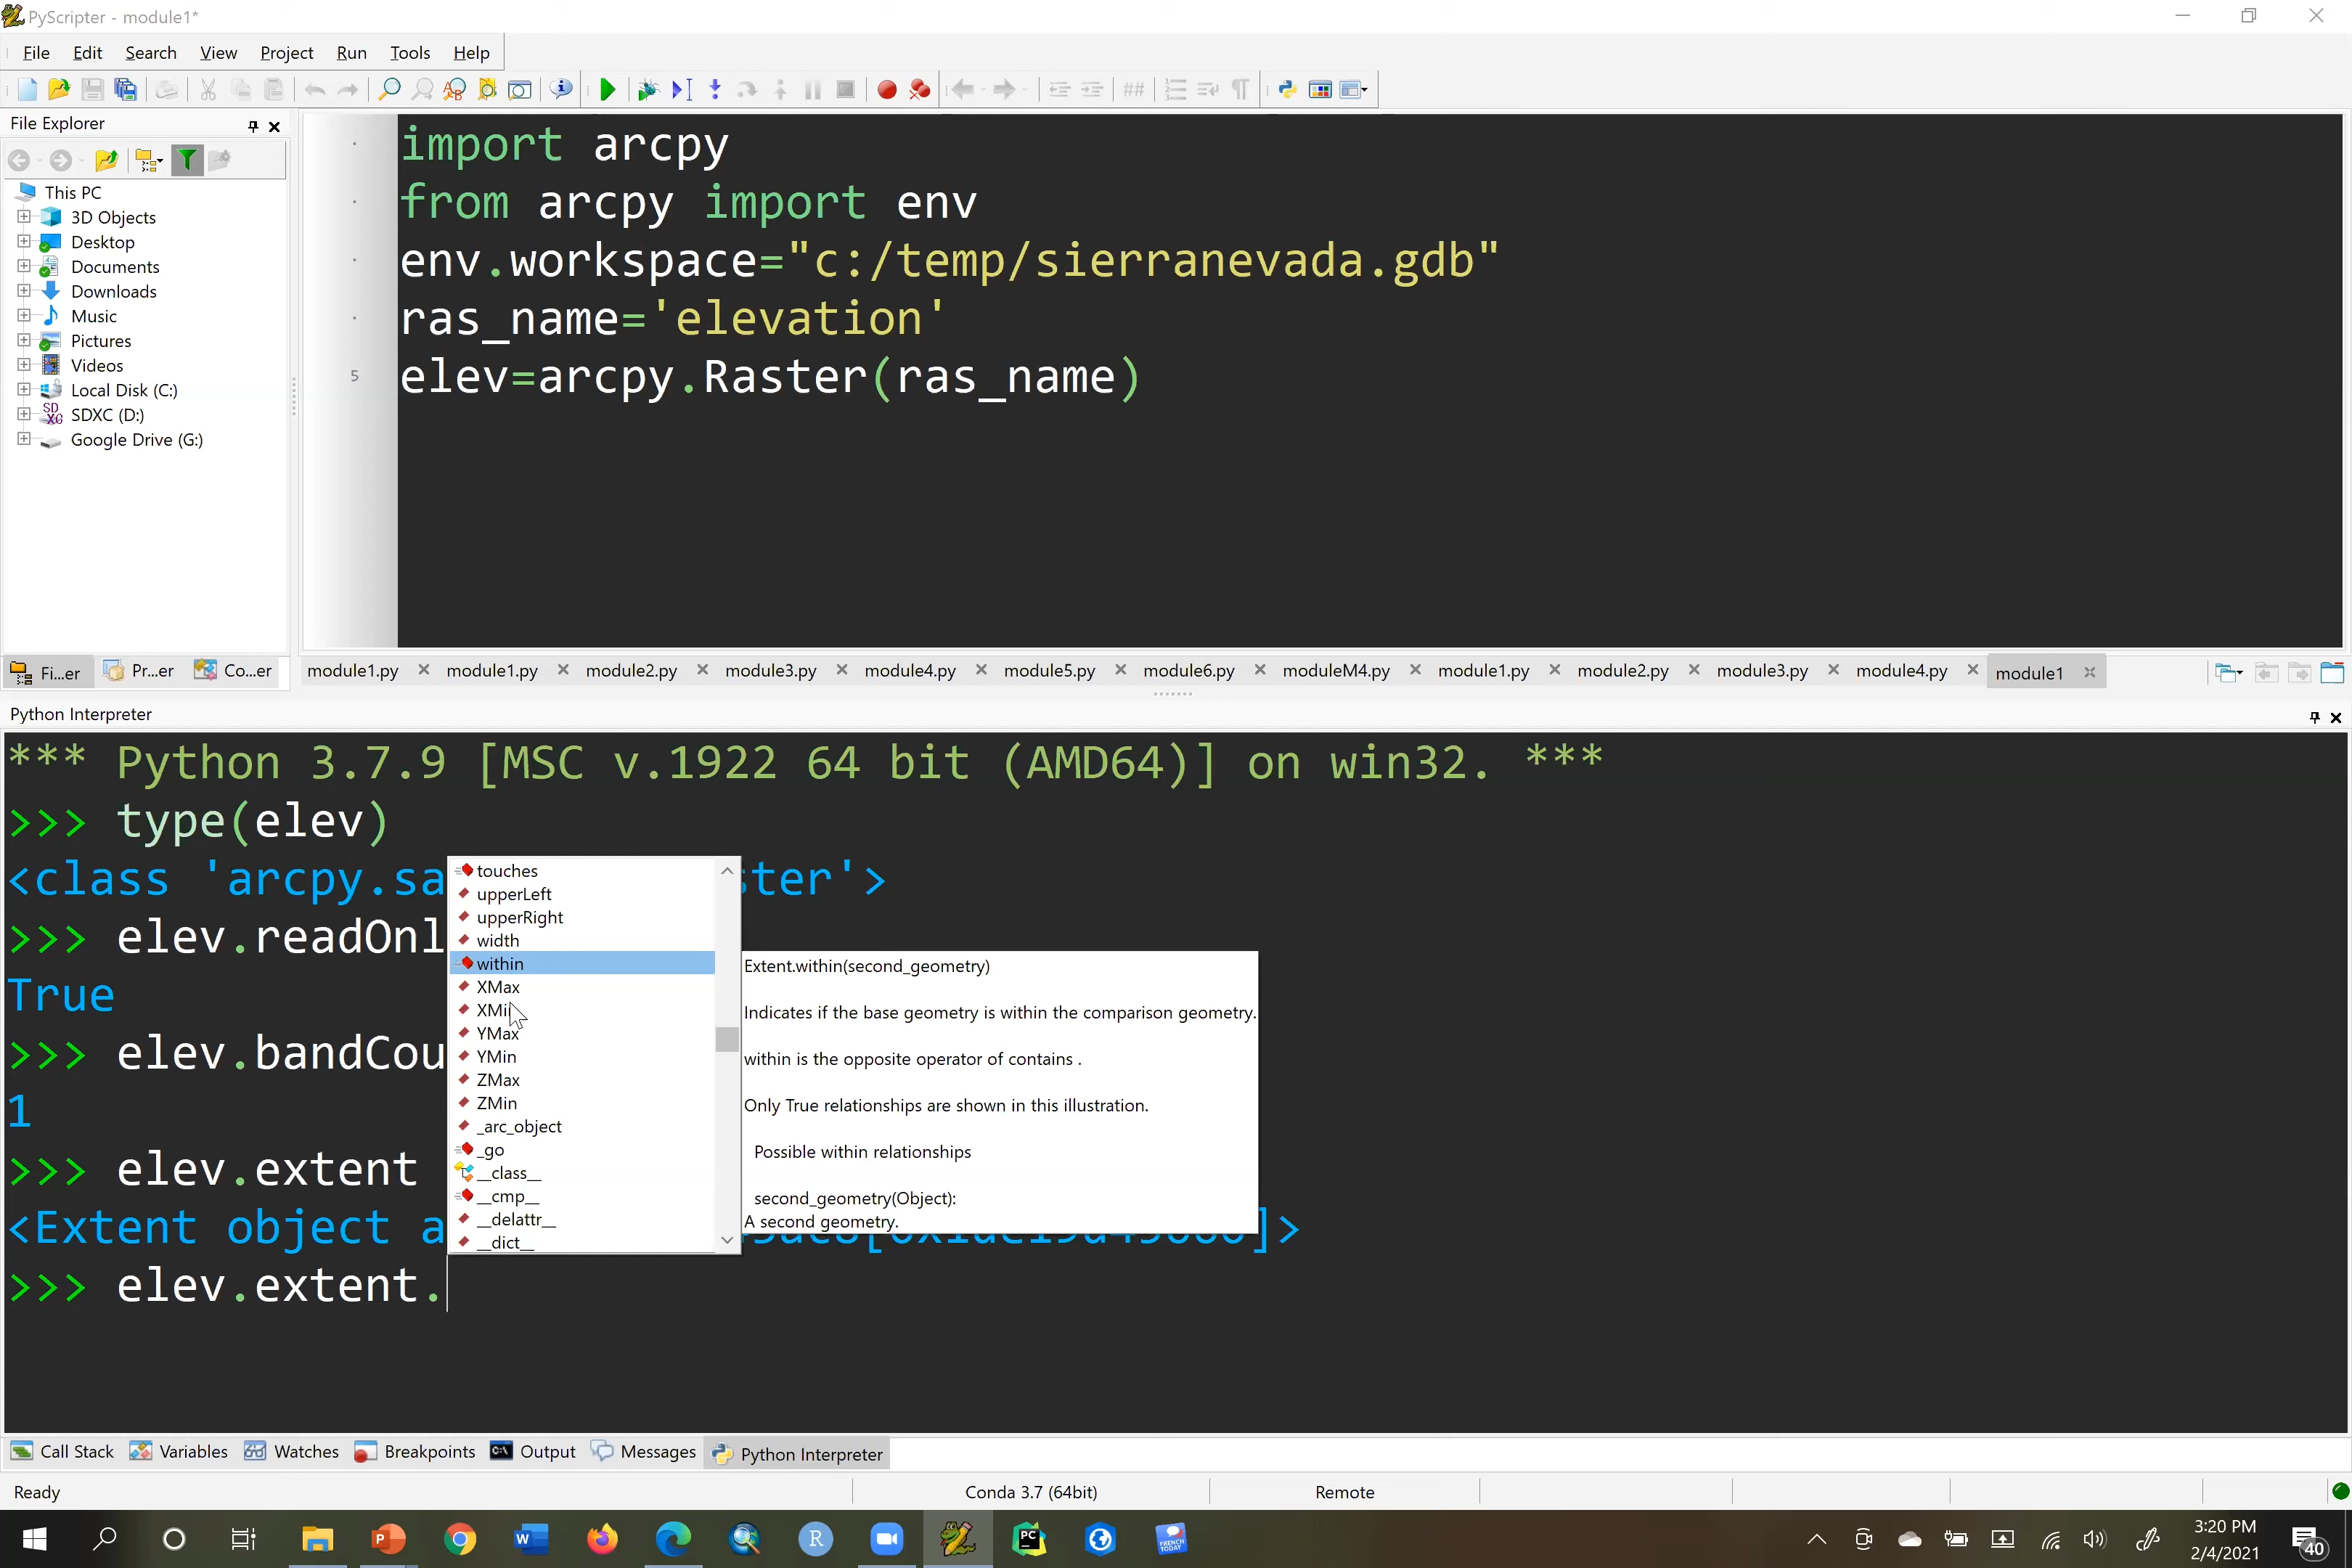 PyScripter - module1*
File Edit Search View Project Run Tools Help
File Explorer
This PC
3D Objects
Desktop
Documents
Downloads
Music
Pictures
Videos
Local Disk (C:)
SDXC (D:)
Google Drive (G:)
Fi...er Pr...er Co...er
import arcpy
from arcpy import env
env.workspace="c:/temp/sierranevada.gdb"
ras_name='elevation'
5 elev=arcpy.Raster(ras_name)
module1.py module1.py module2.py module3.py module4.py module5.py module6.py moduleM4.py module1.py module2.py module3.py module4.py module1
Python Interpreter
*** Python 3.7.9 [MSC v.1922 64 bit (AMD64)] on win32. ***
>>> type(elev)
<class 'arcpy.sa ster'>
>>> elev.readOnl
True
>>> elev.bandCou
1
>>> elev.extent
<Extent object a ]>
>>> elev.extent.
touches
upperLeft
upperRight
width
within
XMax
XMi
YMax
YMin
ZMax
ZMin
_arc_object
_go
__class__
__cmp__
__delattr__
__dict__
Extent.within(second_geometry)
Indicates if the base geometry is within the comparison geometry.
within is the opposite operator of contains .
Only True relationships are shown in this illustration.
Possible within relationships
second_geometry(Object):
A second geometry.
Call Stack Variables Watches Breakpoints Output Messages Python Interpreter
Ready Conda 3.7 (64bit) Remote
3:20 PM
2/4/2021
40